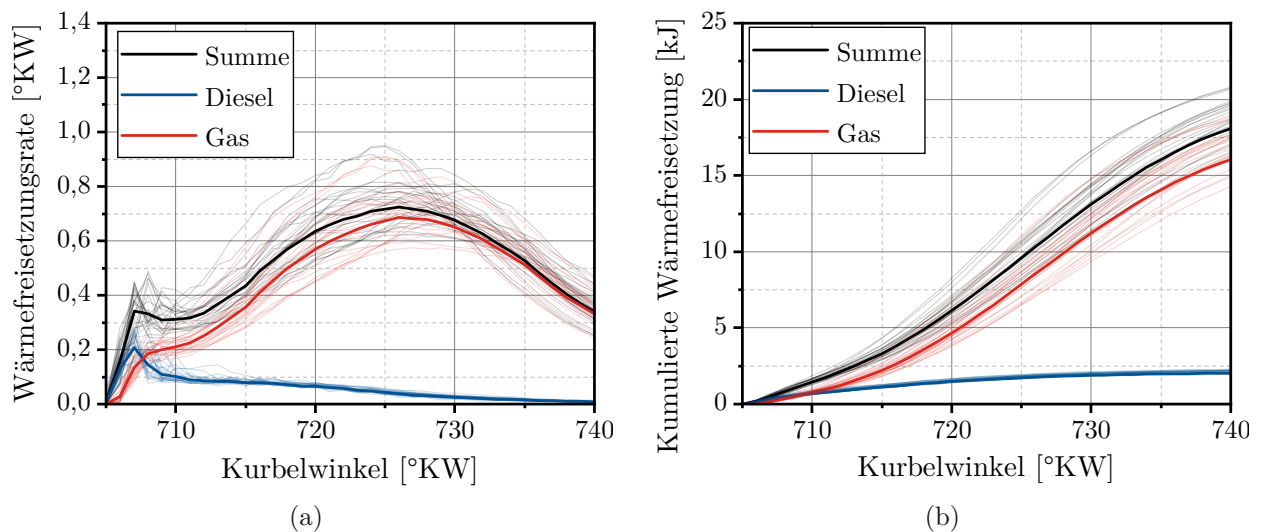 1,4
1,2
1,0
0,8
0,6
0,4
0,2
0,0
Wärmefreisetzungsrate [°KW]
Summe
Diesel
Gas
710
720
730
740
Kurbelwinkel [°KW]
(a)
25
20
15
10
5
0
Kumulierte Wärmefreisetzung [kJ]
Summe
Diesel
Gas
710
720
730
740
Kurbelwinkel [°KW]
(b)